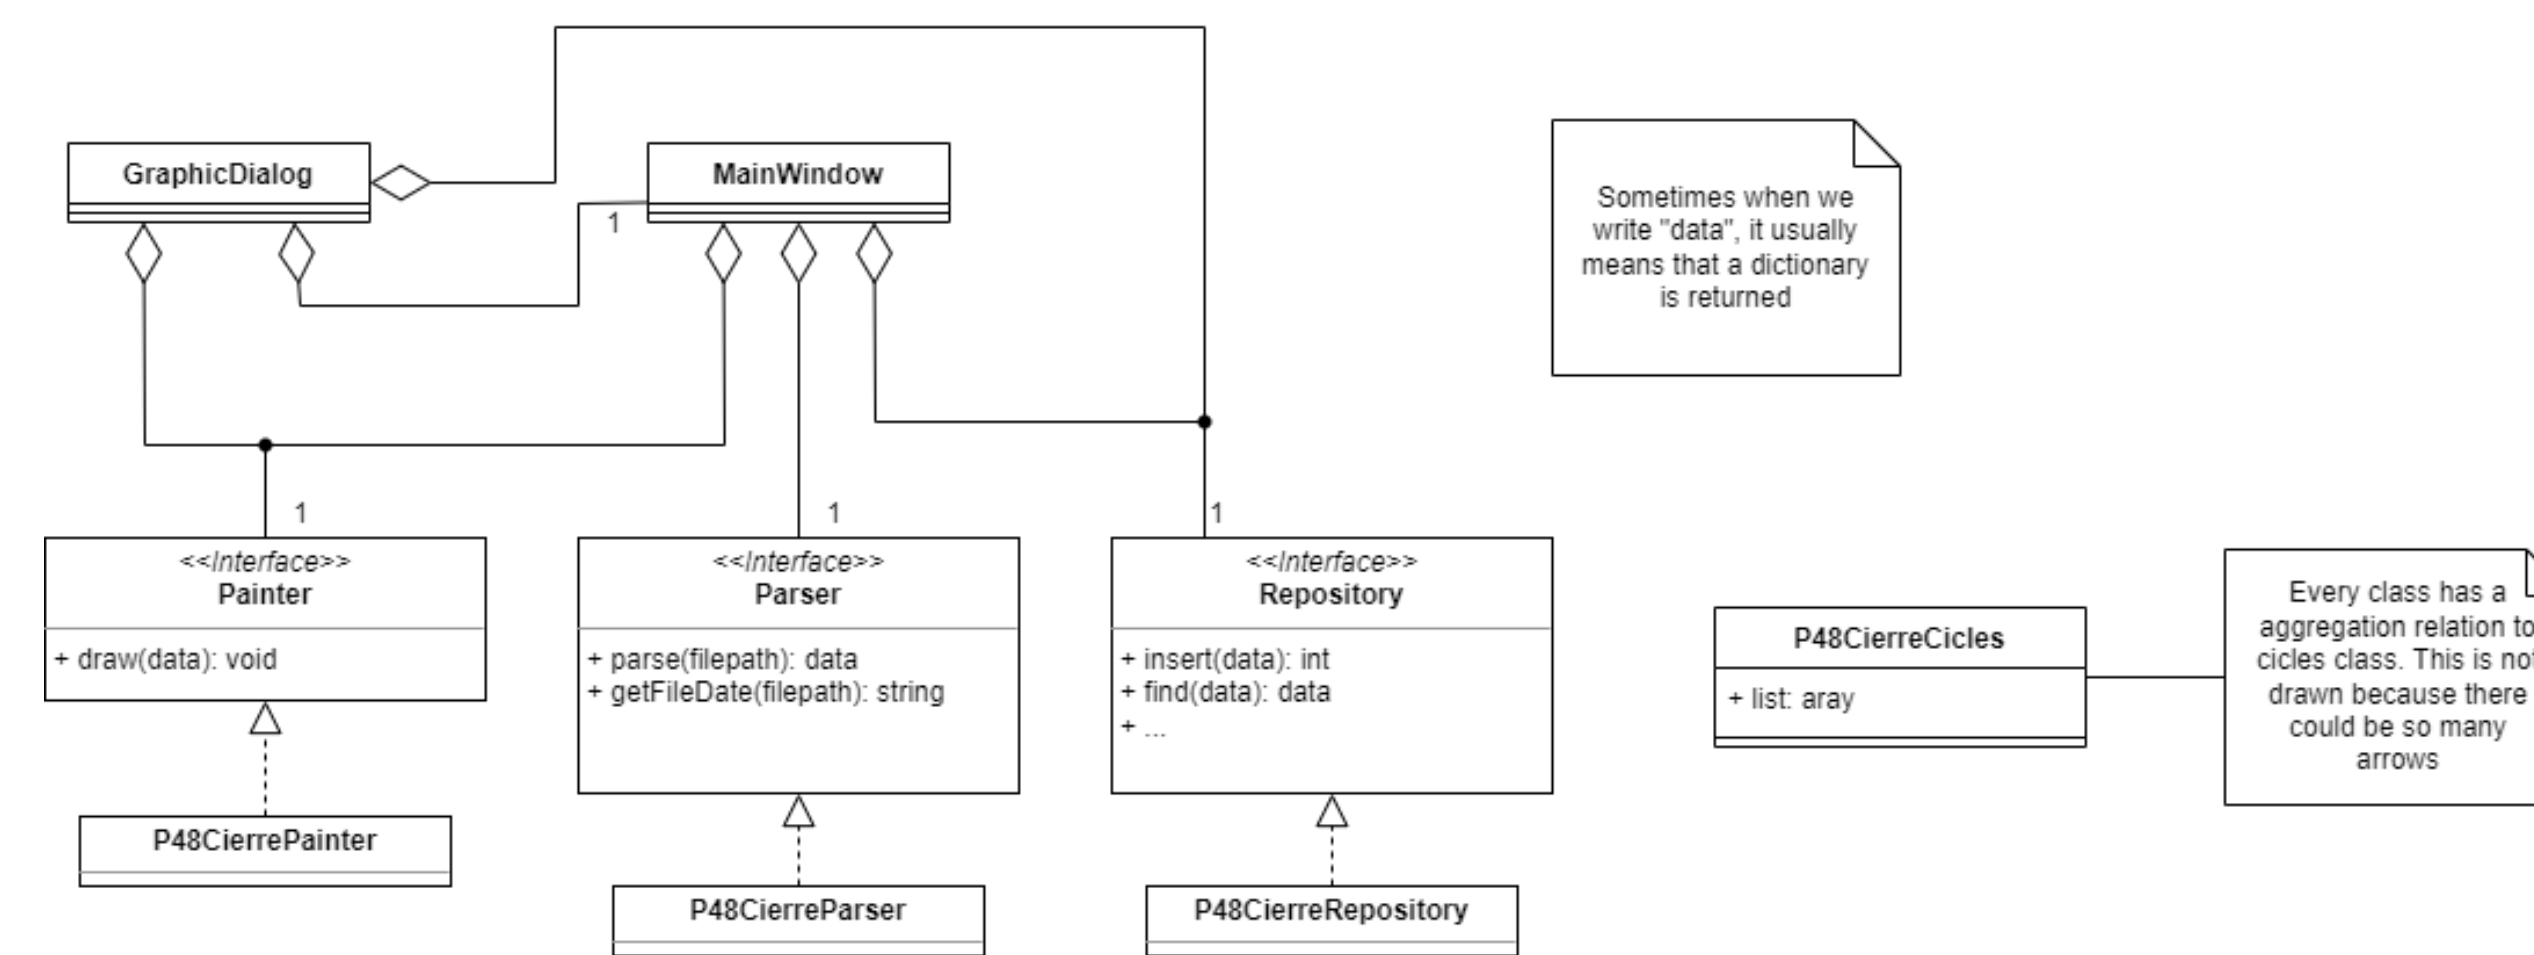 GraphicDialog
MainWindow
1
Sometimes when we
write "data", it usually
means that a dictionary
is returned
1
1
1
<<Interface>>
Painter
+ draw(data): void
<<Interface>>
Parser
+ parse(filepath): data
+ getFileDate(filepath): string
<<Interface>>
Repository
+ insert(data): int
+ find(data): data
+ ...
P48CierreCicles
+ list: aray
Every class has a
aggregation relation to
cicles class. This is not
drawn because there
could be so many
arrows
P48CierrePainter
P48CierreParser
P48CierreRepository